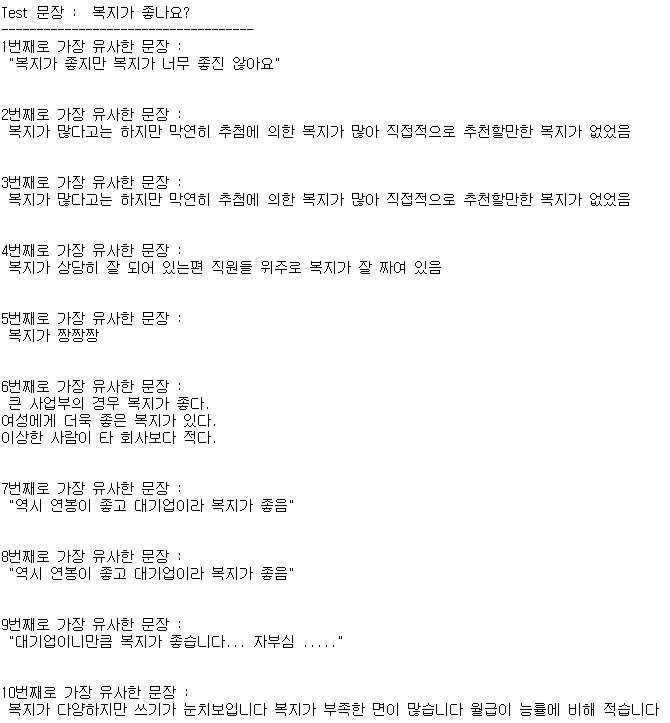 Test 문장 :  복지가 좋나요?
------------------------------------
1번째로 가장 유사한 문장 :
"복지가 좋지만 복지가 너무 좋진 않아요"
2번째로 가장 유사한 문장 :
복지가 많다고는 하지만 막연히 추첨에 의한 복지가 많아 직접적으로 추천할만한 복지가 없었음
3번째로 가장 유사한 문장 :
복지가 많다고는 하지만 막연히 추첨에 의한 복지가 많아 직접적으로 추천할만한 복지가 없었음
4번째로 가장 유사한 문장 :
복지가 상당히 잘 되어 있는편 직원들 위주로 복지가 잘 짜여 있음
5번째로 가장 유사한 문장 :
복지가 짱짱짱
6번째로 가장 유사한 문장 :
큰 사업부의 경우 복지가 좋다.
여성에게 더욱 좋은 복지가 있다.
이상한 사람이 타 회사보다 적다.
7번째로 가장 유사한 문장 :
"역시 연봉이 좋고 대기업이라 복지가 좋음"
8번째로 가장 유사한 문장 :
"역시 연봉이 좋고 대기업이라 복지가 좋음"
9번째로 가장 유사한 문장 :
"대기업이니만큼 복지가 좋습니다... 자부심 ....."
10번째로 가장 유사한 문장 :
복지가 다양하지만 쓰기가 눈치보입니다 복지가 부족한 면이 많습니다 월급이 능률에 비해 적습니다